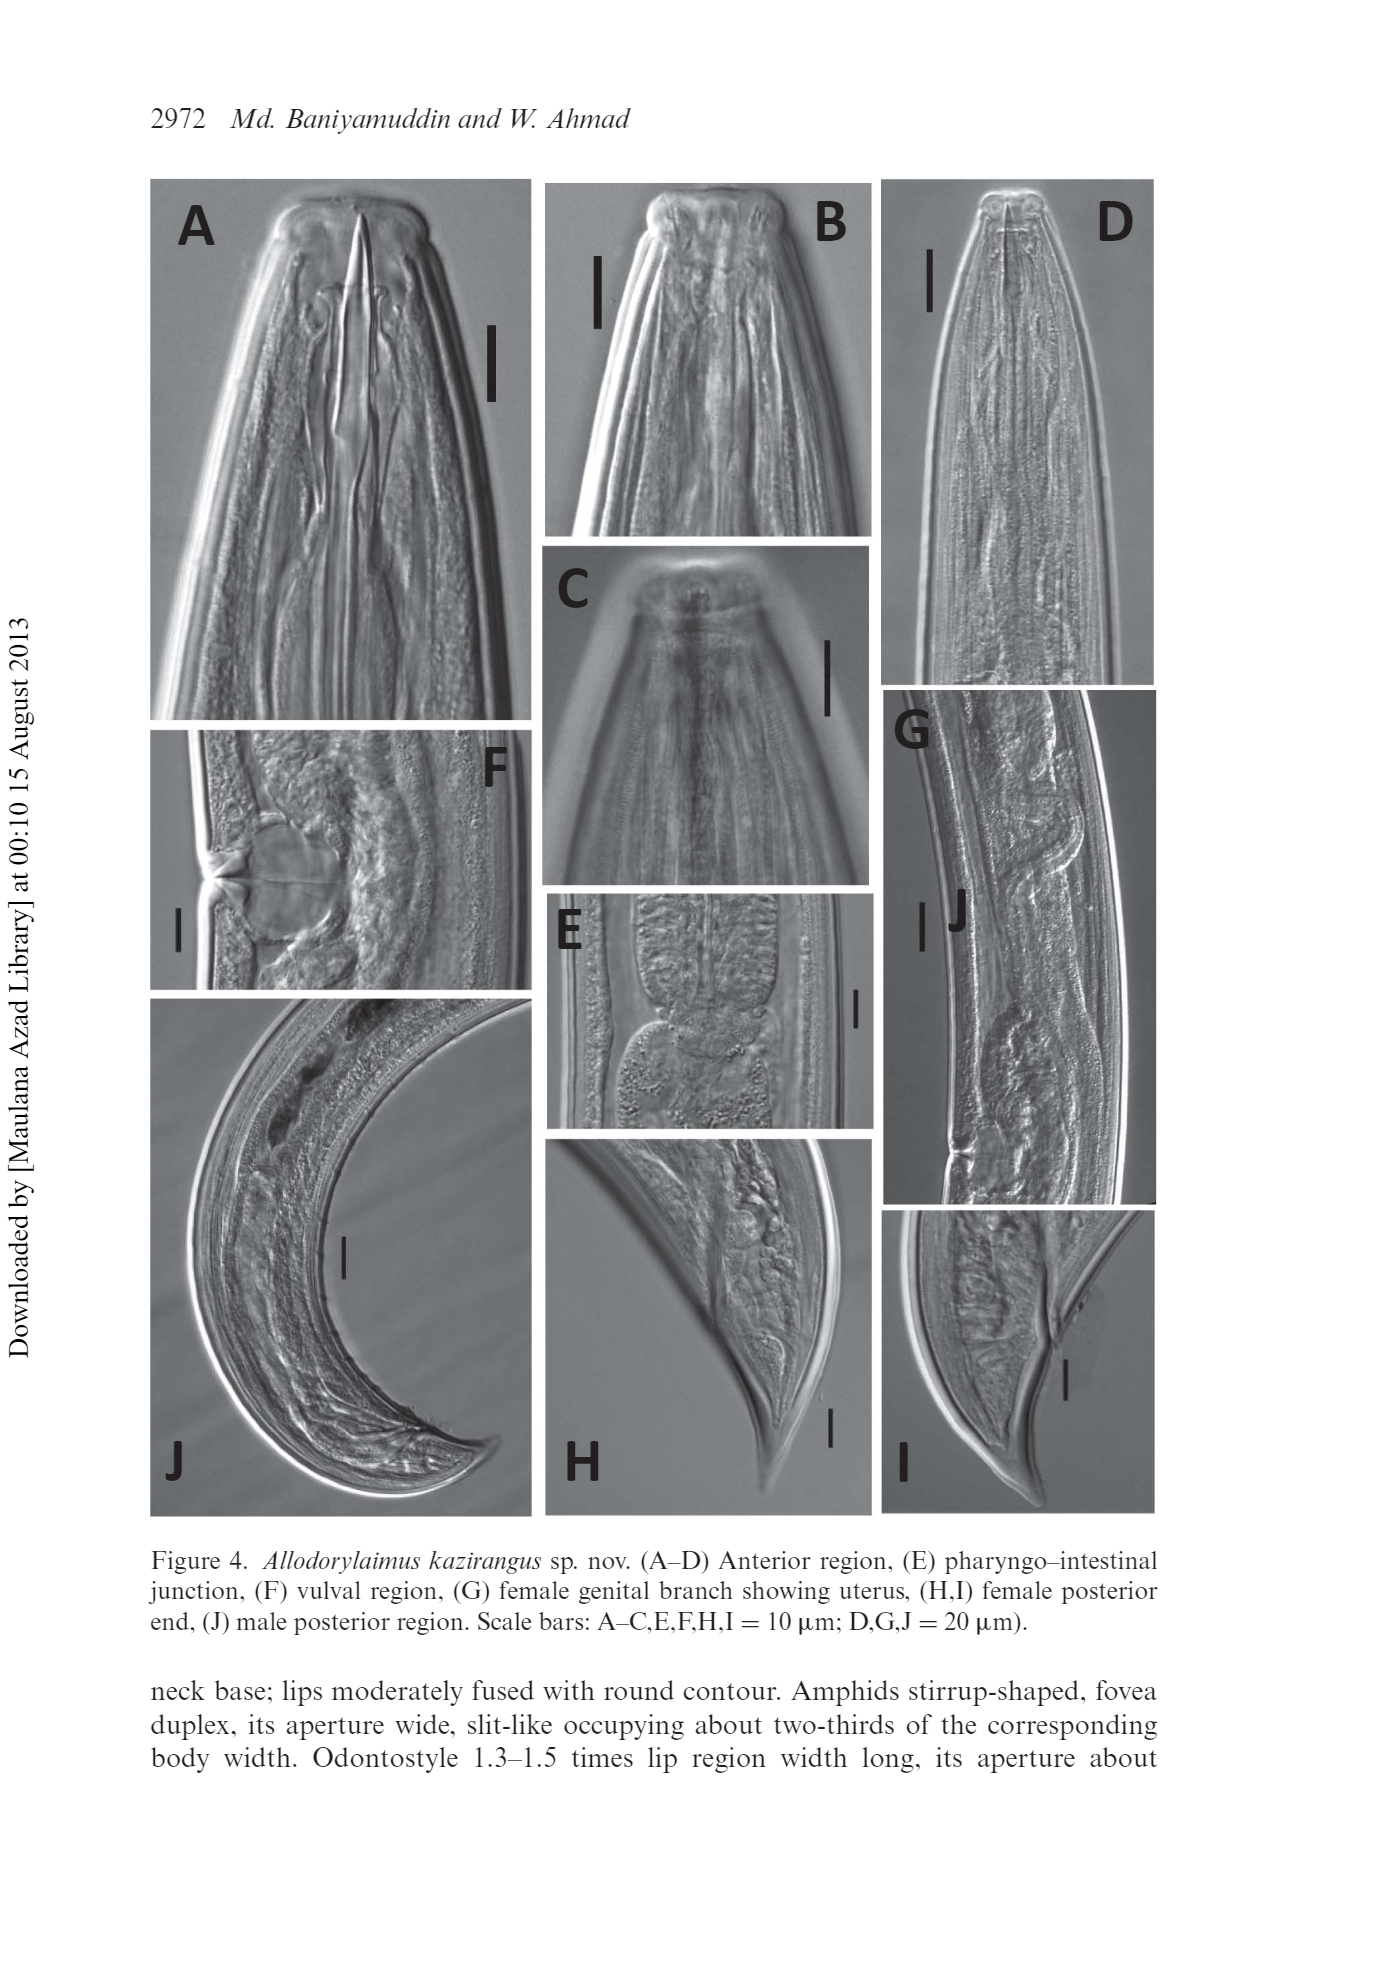 2972 Md. Baniyamuddin and W. Ahmad
A
B
D
C
F
G
J
E
J
H
I
Figure 4. Allodorylaimus kazirangus sp. nov. (A–D) Anterior region, (E) pharyngo–intestinal
junction, (F) vulval region, (G) female genital branch showing uterus, (H,I) female posterior
end, (J) male posterior region. Scale bars: A–C,E,F,H,I = 10 μm; D,G,J = 20 μm).
neck base; lips moderately fused with round contour. Amphids stirrup-shaped, fovea
duplex, its aperture wide, slit-like occupying about two-thirds of the corresponding
body width. Odontostyle 1.3–1.5 times lip region width long, its aperture about
Downloaded by [Maulana Azad Library] at 00:10 15 August 2013